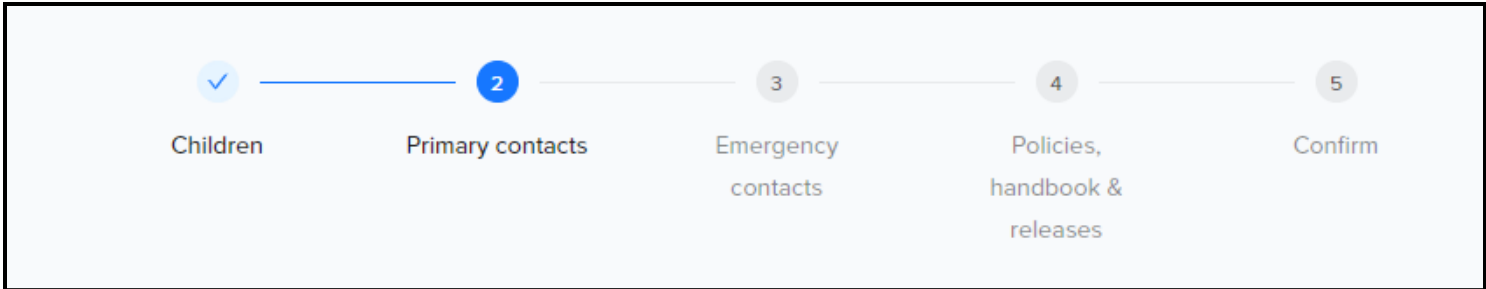 2
3
4
5
Children
Primary contacts
Emergency
contacts
Policies,
handbook &
releases
Confirm